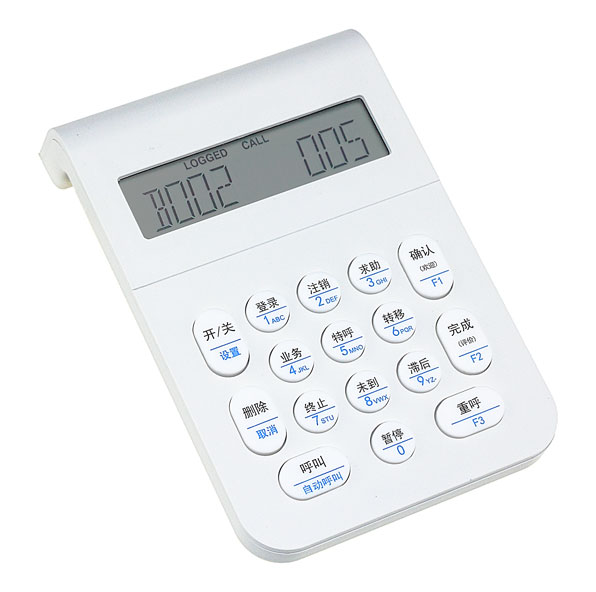 LOGGED CALL
B002 005
登录
1ABC
注销
2DEF
求助
3GHI
确认
(欢迎)
F1
开/关
设置
业务
4JKL
特呼
5MNO
转移
6PQR
完成
(评价)
F2
删除
取消
终止
7STU
未到
8VWX
滞后
9YZ-
重呼
F3
呼叫
自动呼叫
暂停
0